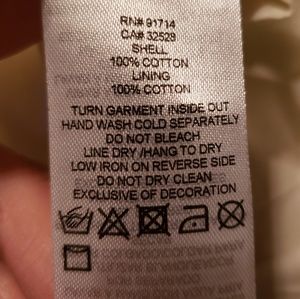 RN# 91714
CA# 32528
SHELL
100% COTTON
LINING
100% COTTON
TURN GARMENT INSIDE OUT
HAND WASH COLD SEPARATELY
DO NOT BLEACH
LINE DRY /HANG TO DRY
LOW IRON ON REVERSE SIDE
DO NOT DRY CLEAN
EXCLUSIVE OF DECORATION